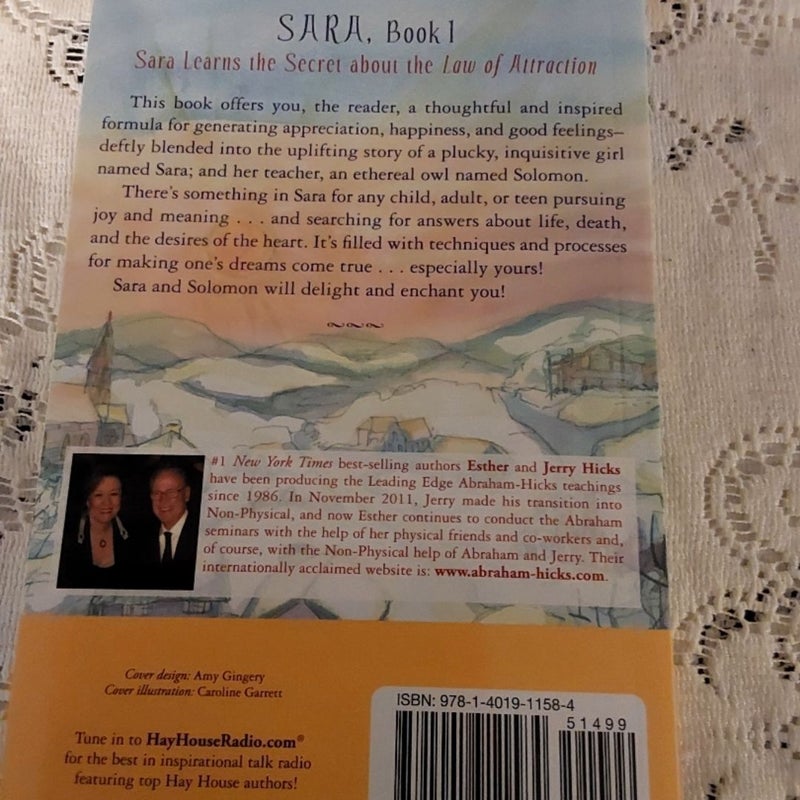 SARA, Book 1
Sara Learns the Secret about the Law of Attraction
This book offers you, the reader, a thoughtful and inspired
formula for generating appreciation, happiness, and good feelings—
deftly blended into the uplifting story of a plucky, inquisitive girl
named Sara; and her teacher, an ethereal owl named Solomon.
There's something in Sara for any child, adult, or teen pursuing
joy and meaning . . . and searching for answers about life, death,
and the desires of the heart. It's filled with techniques and processes
for making one's dreams come true . . . especially yours!
Sara and Solomon will delight and enchant you!
#1 New York Times best-selling authors Esther and Jerry Hicks
have been producing the Leading Edge Abraham-Hicks teachings
since 1986. In November 2011, Jerry made his transition into
Non-Physical, and now Esther continues to conduct the Abraham
seminars with the help of her physical friends and co-workers and,
of course, with the Non-Physical help of Abraham and Jerry. Their
internationally acclaimed website is: www.abraham-hicks.com.
Cover design: Amy Gingery
Cover illustration: Caroline Garrett
Tune in to HayHouseRadio.com®
for the best in inspirational talk radio
featuring top Hay House authors!
ISBN: 978-1-4019-1158-4
51499